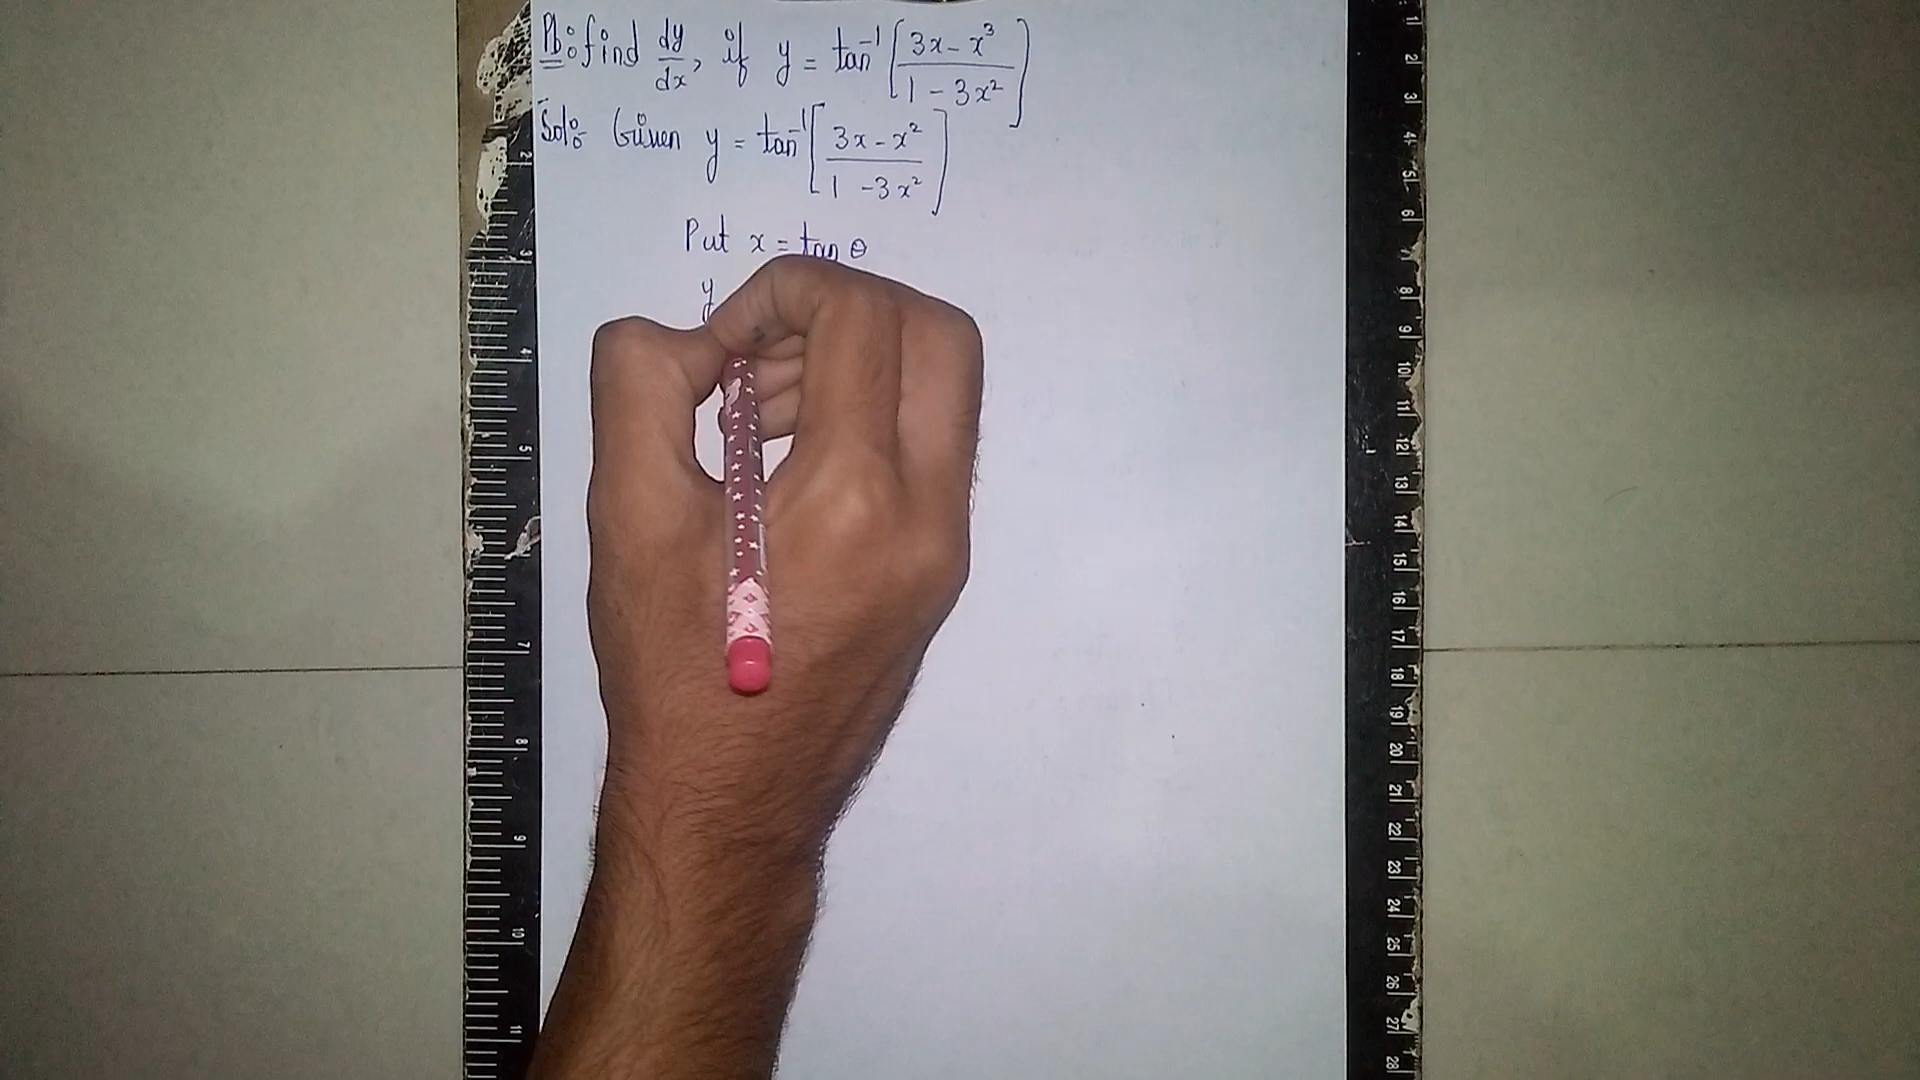 Pb: find dy/dx, if y = tan⁻¹[(3x - x³)/(1 - 3x²)]
Sol: Given y = tan⁻¹[(3x - x²)/(1 - 3x²)]
Put x = tan θ
y